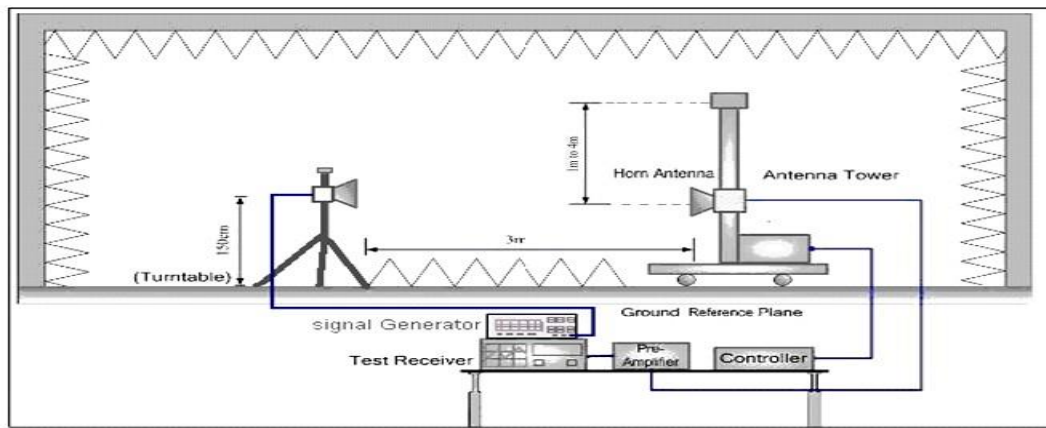 1m to 4m
Horn Antenna
Antenna Tower
150cm
3m
(Turntable)
Ground Reference Plane
signal Generator
Test Receiver
Pre-
Amplifier
Controller